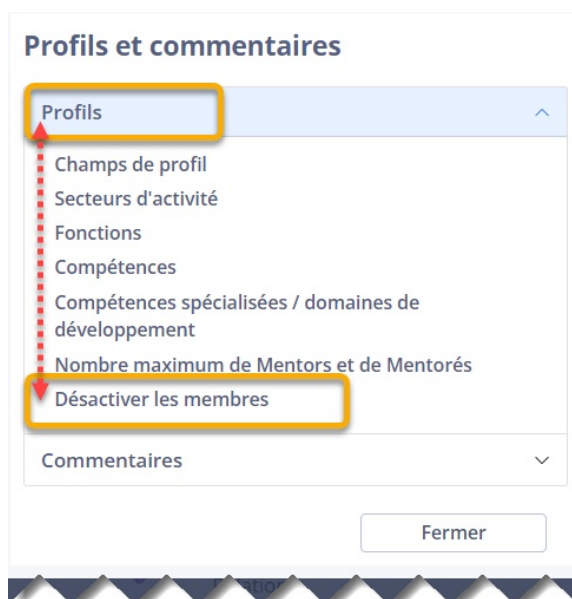 Profils et commentaires
Profils
Champs de profil
Secteurs d'activité
Fonctions
Compétences
Compétences spécialisées / domaines de
développement
Nombre maximum de Mentors et de Mentorés
Désactiver les membres
Commentaires
Fermer